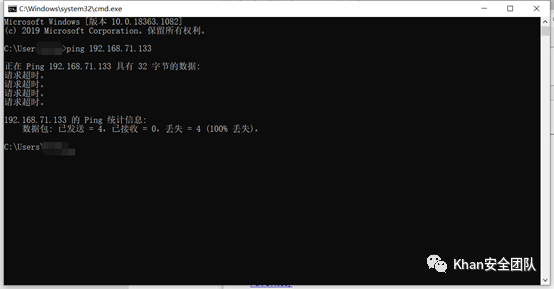 C:\Windows\system32\cmd.exe
Microsoft Windows [版本 10.0.18363.1082]
(c) 2019 Microsoft Corporation。保留所有权利。
C:\User >ping 192.168.71.133
正在 Ping 192.168.71.133 具有 32 字节的数据:
请求超时。
请求超时。
请求超时。
请求超时。
192.168.71.133 的 Ping 统计信息:
数据包: 已发送 = 4，已接收 = 0，丢失 = 4 (100% 丢失)，
C:\Users\
Khan安全团队